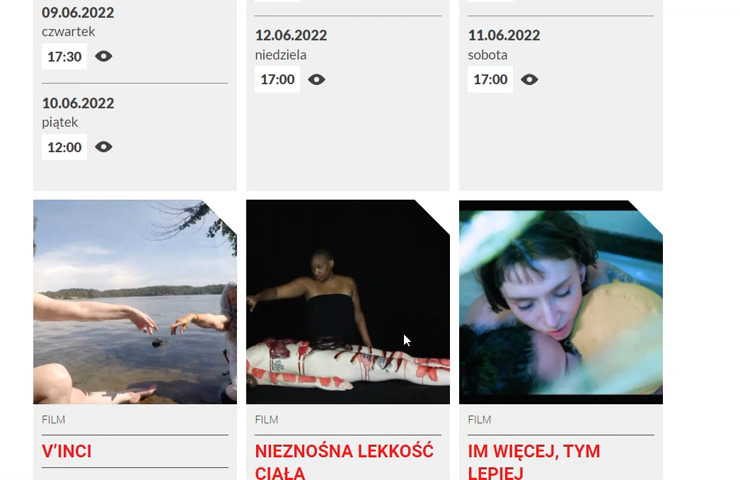 09.06.2022
czwartek
17:30
10.06.2022
piątek
12:00
12.06.2022
niedziela
17:00
11.06.2022
sobota
17:00
FILM
V'INCI
FILM
NIEZNOŚNA LEKKOŚĆ
CIAŁA
FILM
IM WIĘCEJ, TYM
LEPIEJ